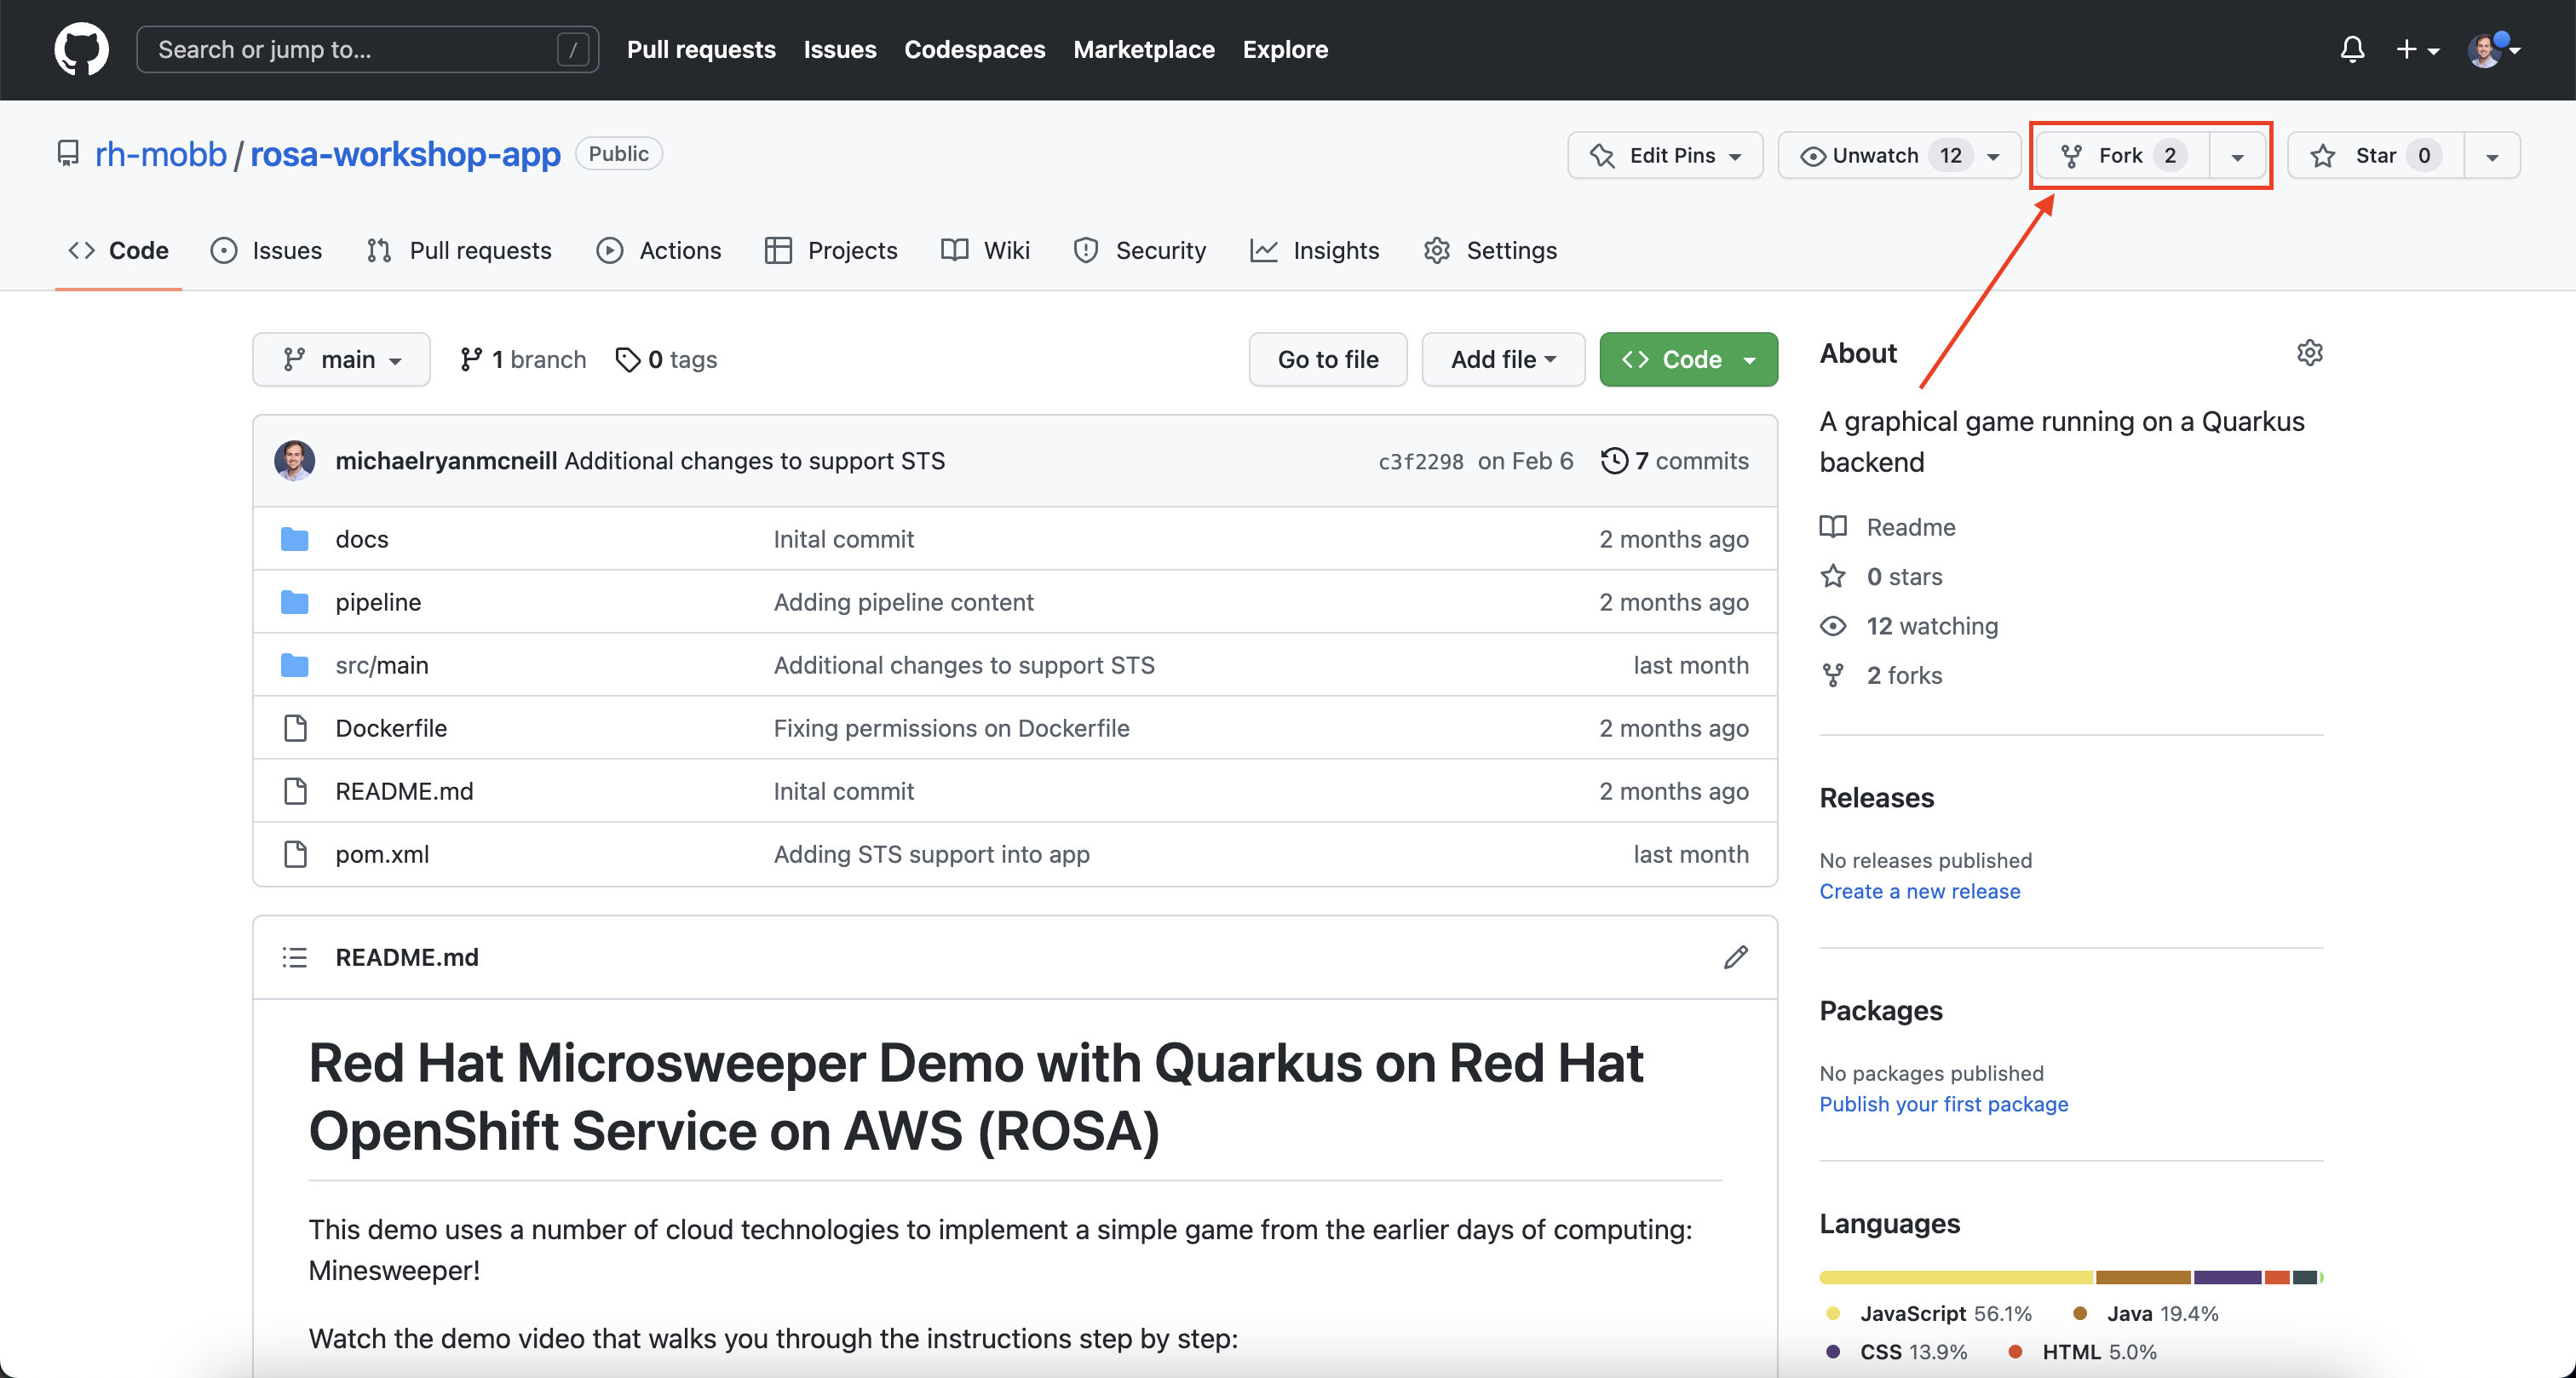 Search or jump to... / Pull requests Issues Codespaces Marketplace Explore
rh-mobb / rosa-workshop-app Public Edit Pins Unwatch 12 Fork 2 Star 0
Code Issues Pull requests Actions Projects Wiki Security Insights Settings
main 1 branch 0 tags Go to file Add file Code
michaelryanmcneill Additional changes to support STS c3f2298 on Feb 6 7 commits
docs Inital commit 2 months ago
pipeline Adding pipeline content 2 months ago
src/main Additional changes to support STS last month
Dockerfile Fixing permissions on Dockerfile 2 months ago
README.md Inital commit 2 months ago
pom.xml Adding STS support into app last month
README.md
Red Hat Microsweeper Demo with Quarkus on Red Hat
OpenShift Service on AWS (ROSA)
This demo uses a number of cloud technologies to implement a simple game from the earlier days of computing:
Minesweeper!
Watch the demo video that walks you through the instructions step by step:
About
A graphical game running on a Quarkus
backend
Readme
0 stars
12 watching
2 forks
Releases
No releases published
Create a new release
Packages
No packages published
Publish your first package
Languages
JavaScript 56.1% Java 19.4%
CSS 13.9% HTML 5.0%